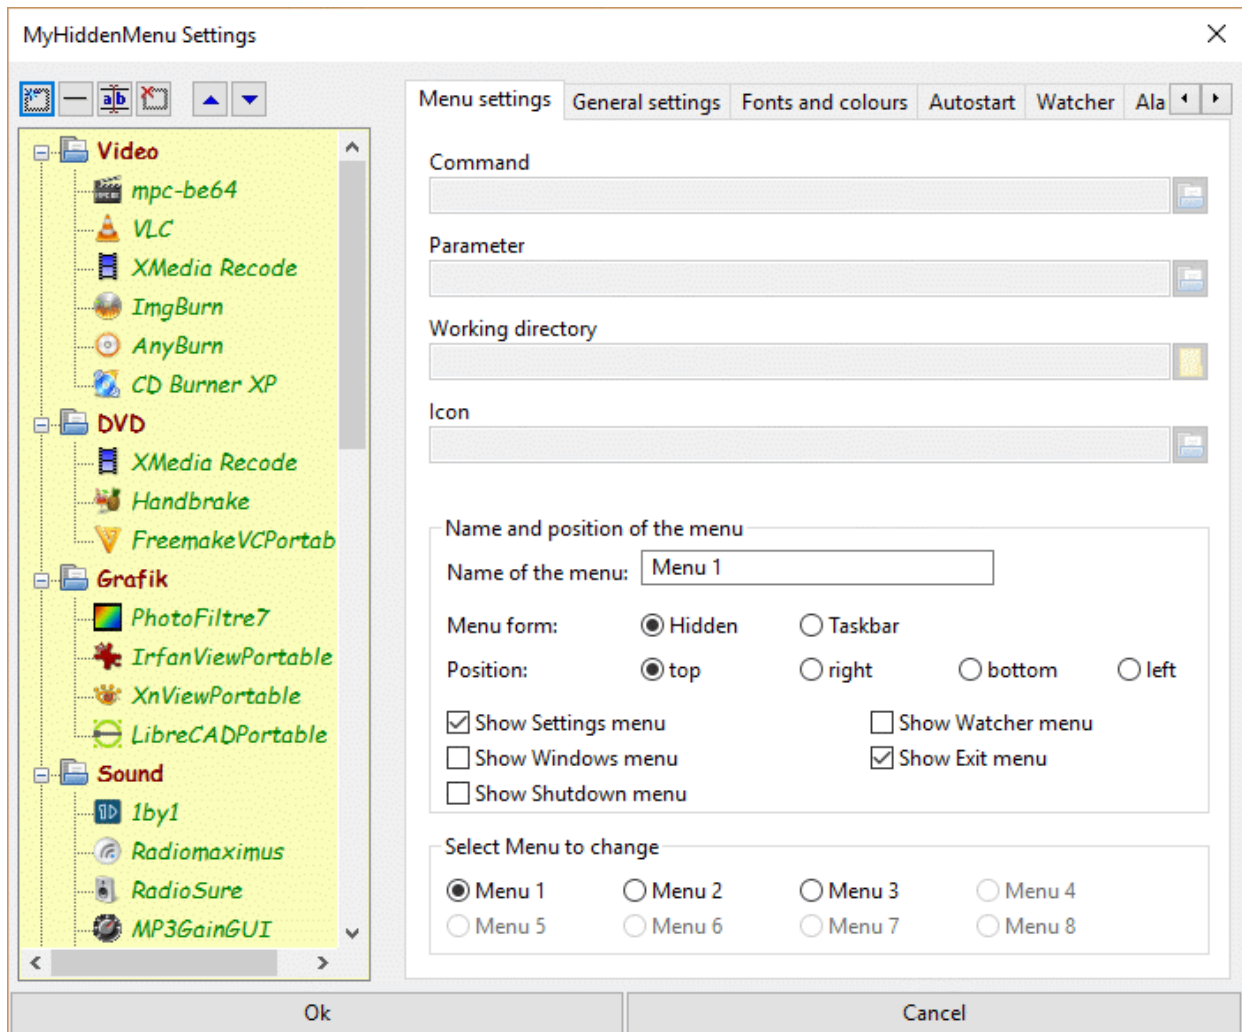 MyHiddenMenu Settings
Video
mpc-be64
VLC
XMedia Recode
ImgBurn
AnyBurn
CD Burner XP
DVD
XMedia Recode
Handbrake
FreemakeVCPortab
Grafik
PhotoFiltre7
IrfanViewPortable
XnViewPortable
LibreCADPortable
Sound
1by1
Radiomaximus
RadioSure
MP3GainGUI
Menu settings General settings Fonts and colours Autostart Watcher Ala
Command
Parameter
Working directory
Icon
Name and position of the menu
Name of the menu: Menu 1
Menu form: Hidden Taskbar
Position: top right bottom left
Show Settings menu Show Watcher menu
Show Windows menu Show Exit menu
Show Shutdown menu
Select Menu to change
Menu 1 Menu 2 Menu 3 Menu 4
Menu 5 Menu 6 Menu 7 Menu 8
Ok Cancel